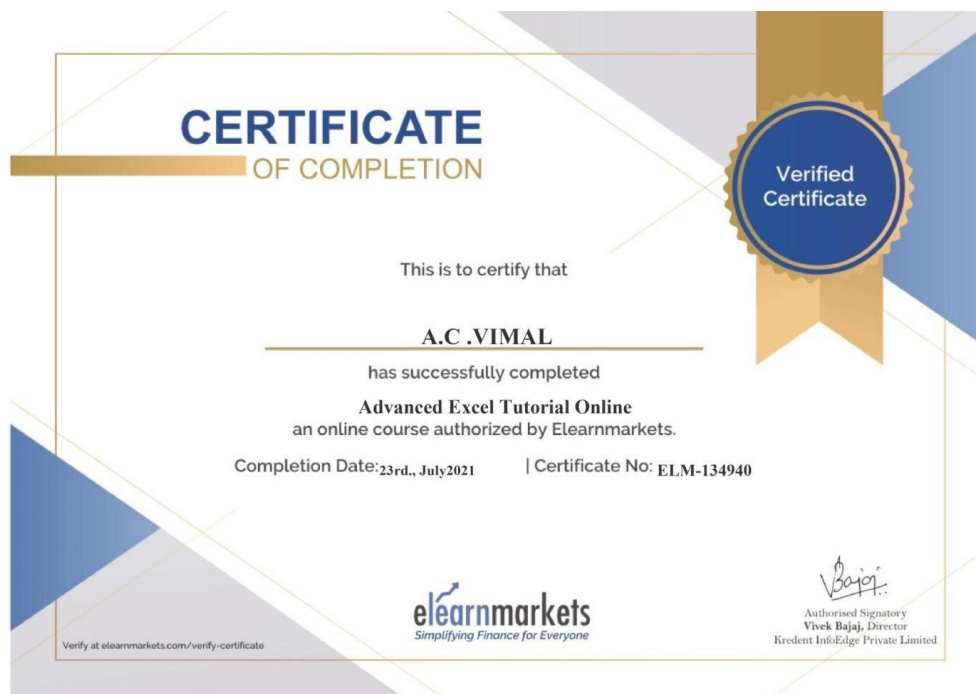 CERTIFICATE
OF COMPLETION
Verified
Certificate
This is to certify that
A.C .VIMAL
has successfully completed
Advanced Excel Tutorial Online
an online course authorized by Elearnmarkets.
Completion Date:23rd., July2021 | Certificate No: ELM-134940
elearnmarkets
Simplifying Finance for Everyone
Bajaj
Authorised Signatory
Vivek Bajaj, Director
Kredent InfoEdge Private Limited
Verify at elearnmarkets.com/verify-certificate